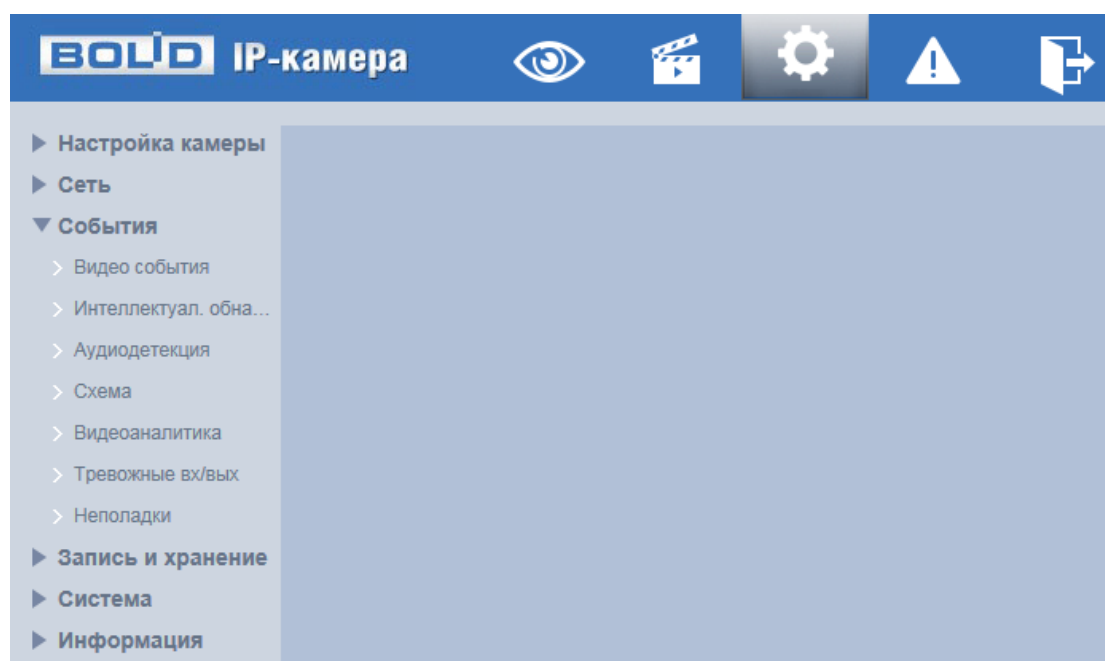 BOLID IP-камера
Настройка камеры
Сеть
События
Видео события
Интеллектуал. обна...
Аудиодетекция
Схема
Видеоаналитика
Тревожные вх/вых
Неполадки
Запись и хранение
Система
Информация